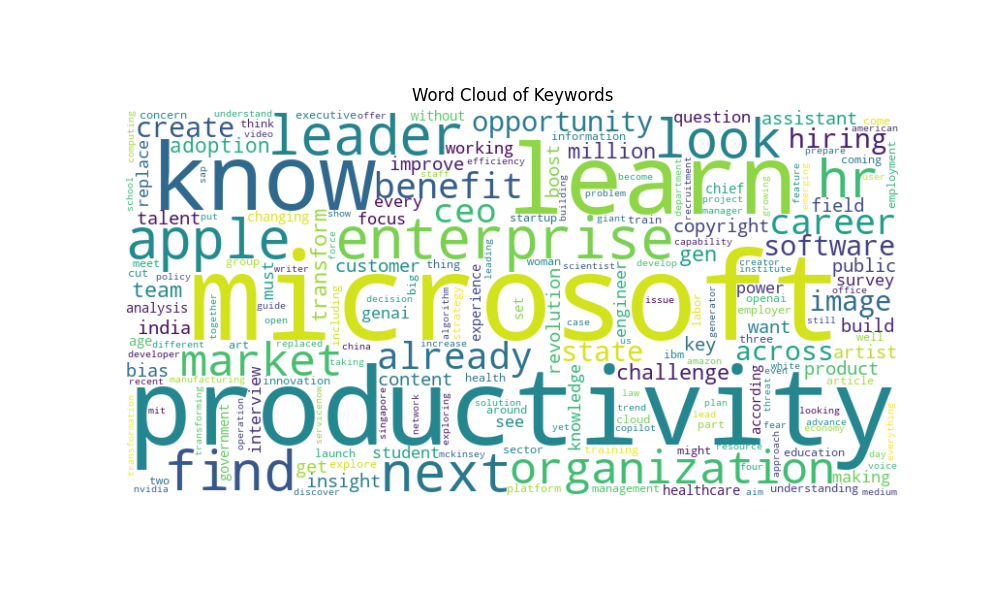 Word Cloud of Keywords
concern
understand
executive
offer
without
opportunity
question
assistant
come
american
computing
create
think
video
leader
information
look
hiring
prepare
adoption
working
boost
million
coming
replace
sap
know
improve
efficiency
staff
benefit
learn
become
problem
building
department
recruitment
chief
project
manager
growing
feature
emerging
hr
user
employment
school
talent
put
changing
show
every
focus
ceo
startup
giant
train
copyright
field
career
apple
transform
force
enterprise
capability
gen
software
meet
group
writer
must
customer
thing
experience
leading
woman
scientist
develop
creator
institute
public
cut
policy
team
together
guide
microsoft
decision
big
set
revolution
engineer
issue
labor
generator
power
openai
employer
office
survey
image
analysis
india
open
including
genai
algorithm
strategy
case
us
want
still
build
age
different
art
replaced
china
increase
already
state
ibm
key
three
well
developer
market
taking
amazon
across
artist
bias
recent
manufacturing
innovation
content
health
knowledge
challenge
white
even
threat
product
article
mit
transformation
transforming
government
operation
interview
productivity
servicenow
singapore
network
exploring
solution
around
see
yet
law
trend
cloud
copilot
plan
lead
part
according
fear
looking
advance
economy
everything
launch
student
mckinsey
sector
training
might
resource
approach
education
day
voice
find
get
explore
insight
next
organization
four
making
two
nvidia
discover
platform
management
healthcare
aim
understanding
medium